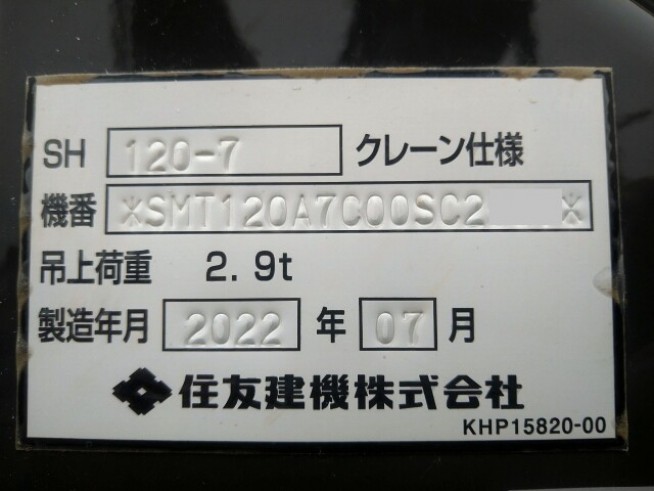 SH 120-7 クレーン仕様
機番 *SMT120A7C00SC2 *
吊上荷重 2.9t
製造年月 2022 年 07 月
住友建機株式会社
KHP15820-00